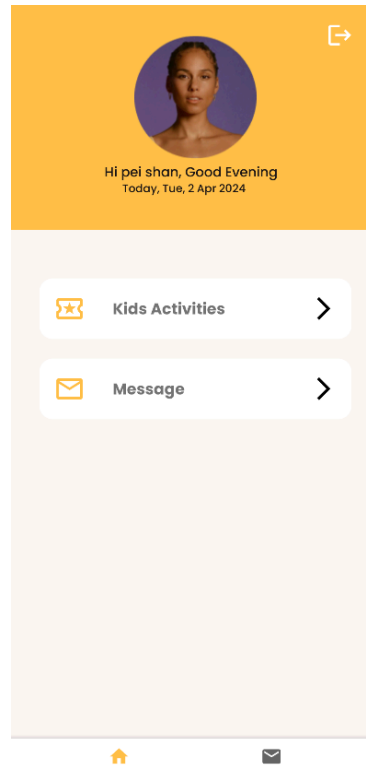 Hi pei shan, Good Evening
Today, Tue, 2 Apr 2024
Kids Activities
Message